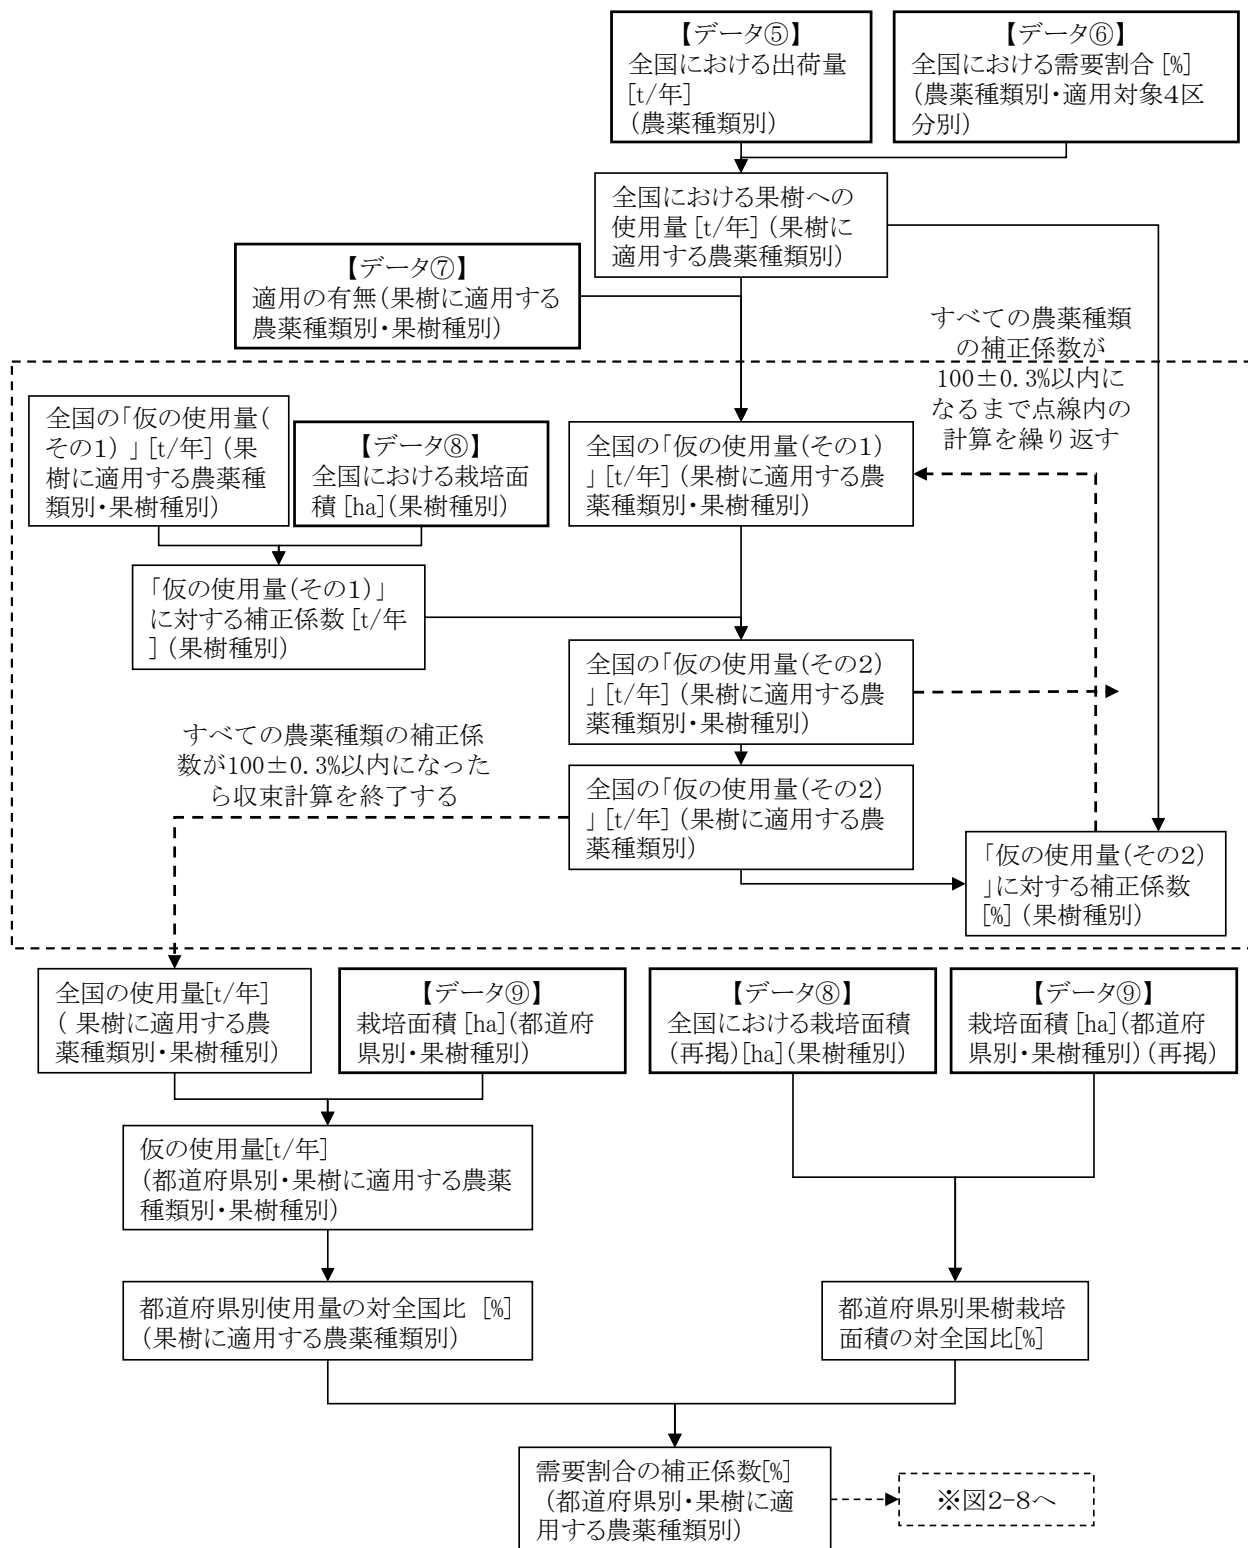 【データ⑤】
全国における出荷量
[t/年]
(農薬種類別)
【データ⑥】
全国における需要割合 [%]
(農薬種類別・適用対象4区
分別)
全国における果樹への
使用量 [t/年] (果樹に
適用する農薬種類別)
【データ⑦】
適用の有無(果樹に適用する
農薬種類別・果樹種別)
すべての農薬種類
の補正係数が
100±0.3%以内に
なるまで点線内の
計算を繰り返す
全国の「仮の使用量(
その1) 」 [t/年] (果
樹に適用する農薬種
類別・果樹種別)
【データ⑧】
全国における栽培面
積 [ha] (果樹種別)
全国の「仮の使用量(その1)
」 [t/年] (果樹に適用する農
薬種類別・果樹種別)
「仮の使用量(その1)」
に対する補正係数 [t/年
] (果樹種別)
全国の「仮の使用量(その2)
」 [t/年] (果樹に適用する農
薬種類別・果樹種別)
すべての農薬種類の補正係
数が100±0.3%以内になった
ら収束計算を終了する
全国の「仮の使用量(その2)
」 [t/年] (果樹に適用する農
薬種類別)
「仮の使用量(その2)
」に対する補正係数
[%] (果樹種別)
全国の使用量[t/年]
( 果樹に適用する農
薬種類別・果樹種別)
【データ⑨】
栽培面積 [ha] (都道府
県別・果樹種別)
【データ⑧】
全国における栽培面積
(再掲) [ha] (果樹種別)
【データ⑨】
栽培面積 [ha] (都道府
県別・果樹種別) (再掲)
仮の使用量[t/年]
(都道府県別・果樹に適用する農薬
種類別・果樹種別)
都道府県別使用量の対全国比 [%]
(果樹に適用する農薬種類別)
都道府県別果樹栽培
面積の対全国比[%]
需要割合の補正係数[%]
(都道府県別・果樹に適
用する農薬種類別)
※図2-8へ